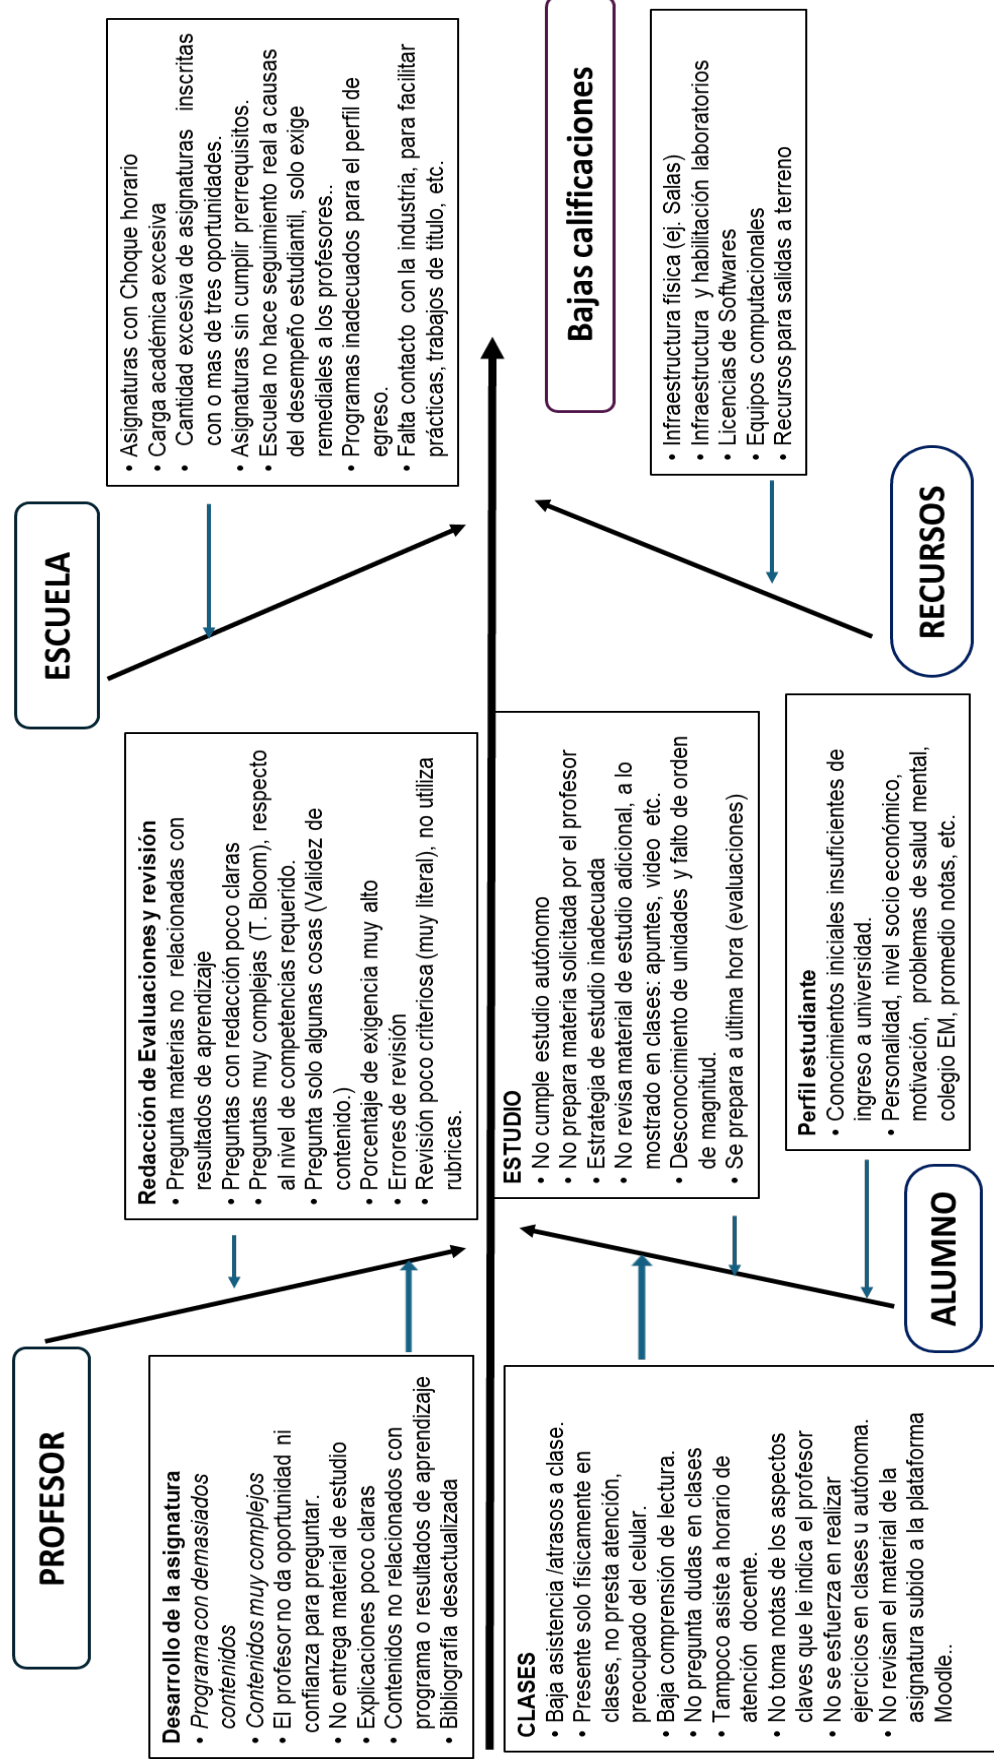 PROFESOR
ESCUELA
Desarrollo de la asignatura
• Programa con demasiados
contenidos
• Contenidos muy complejos
• El profesor no da oportunidad ni
confianza para preguntar.
• No entrega material de estudio
• Explicaciones poco claras
• Contenidos no relacionados con
programa o resultados de aprendizaje
• Bibliografía desactualizada
Redacción de Evaluaciones y revisión
• Pregunta materias no relacionadas con
resultados de aprendizaje
• Preguntas con redacción poco claras
• Preguntas muy complejas (T. Bloom), respecto
al nivel de competencias requerido.
• Pregunta solo algunas cosas (Validez de
contenido.)
• Porcentaje de exigencia muy alto
• Errores de revisión
• Revisión poco criteriosa (muy literal), no utiliza
rubricas.
• Asignaturas con Choque horario
• Carga académica excesiva
• Cantidad excesiva de asignaturas inscritas
con o mas de tres oportunidades.
• Asignaturas sin cumplir prerrequisitos.
• Escuela no hace seguimiento real a causas
del desempeño estudiantil, solo exige
remediales a los profesores..
• Programas inadecuados para el perfil de
egreso.
• Falta contacto con la industria, para facilitar
prácticas, trabajos de titulo, etc.
Bajas calificaciones
CLASES
• Baja asistencia /atrasos a clase.
• Presente solo físicamente en
clases, no presta atención,
preocupado del celular.
• Baja comprensión de lectura.
• No pregunta dudas en clases
• Tampoco asiste a horario de
atención docente.
• No toma notas de los aspectos
claves que le indica el profesor
• No se esfuerza en realizar
ejercicios en clases u autónoma.
• No revisan el material de la
asignatura subido a la plataforma
Moodle..
ESTUDIO
• No cumple estudio autónomo
• No prepara materia solicitada por el profesor
• Estrategia de estudio inadecuada
• No revisa material de estudio adicional, a lo
mostrado en clases: apuntes, video etc.
• Desconocimiento de unidades y falto de orden
de magnitud.
• Se prepara a última hora (evaluaciones)
Perfil estudiante
• Conocimientos iniciales insuficientes de
ingreso a universidad.
• Personalidad, nivel socio económico,
motivación, problemas de salud mental,
colegio EM, promedio notas, etc.
• Infraestructura física (ej. Salas)
• Infraestructura y habilitación laboratorios
• Licencias de Softwares
• Equipos computacionales
• Recursos para salidas a terreno
ALUMNO
RECURSOS